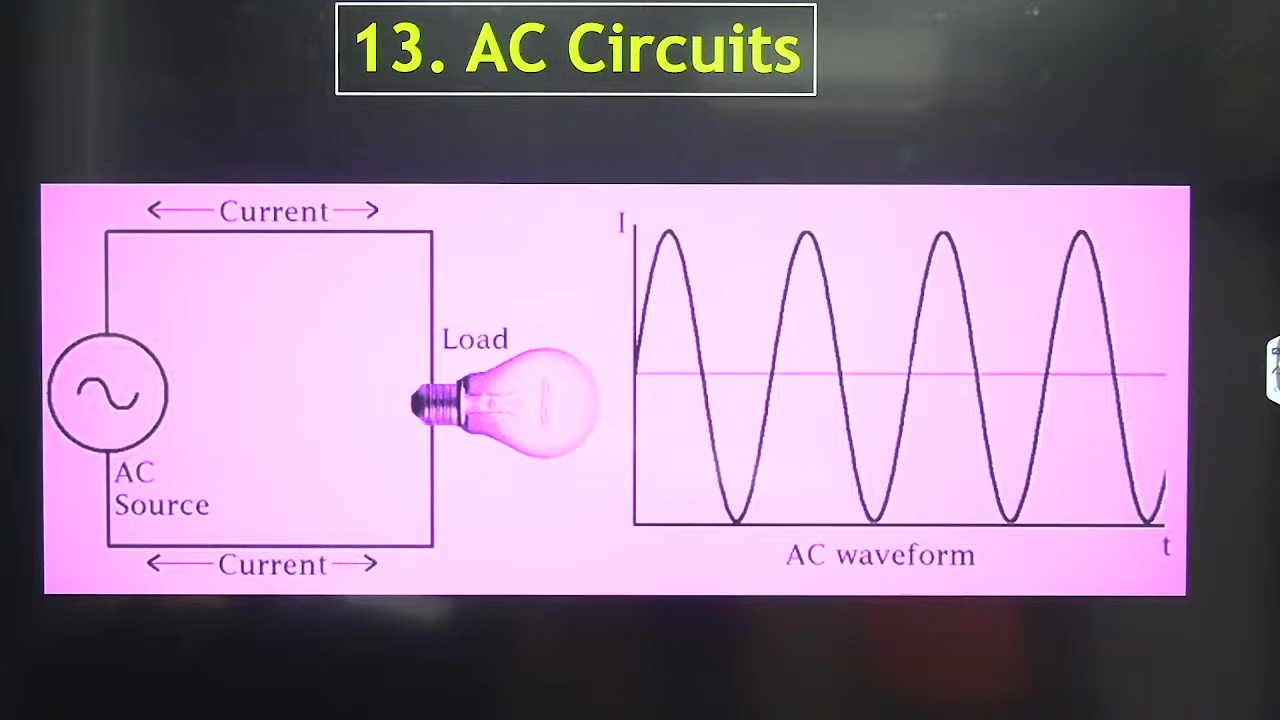 13. AC Circuits
Current
Load
AC
Source
Current
I
t
AC waveform